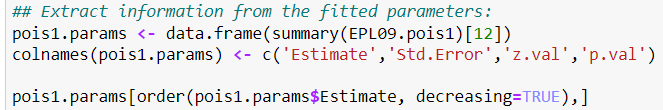 ## Extract information from the fitted parameters:
pois1.params <- data.frame(summary(EPL09.pois1)[12])
colnames(pois1.params) <- c('Estimate','Std.Error','z.val','p.val')
pois1.params[order(pois1.params$Estimate, decreasing=TRUE),]